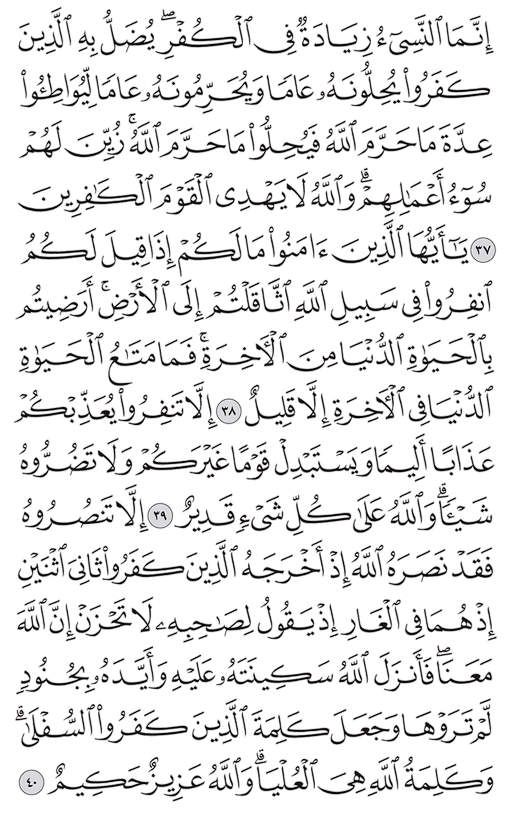 إِنَّمَا ٱلنَّسِىٓءُ زِيَادَةٌ فِى ٱلْكُفْرِ ۖ يُضَلُّ بِهِ ٱلَّذِينَ
كَفَرُوا۟ يُحِلُّونَهُۥ عَامًا وَيُحَرِّمُونَهُۥ عَامًا لِّيُوَاطِـُٔوا۟
عِدَّةَ مَا حَرَّمَ ٱللَّهُ فَيُحِلُّوا۟ مَا حَرَّمَ ٱللَّهُ ۚ زُيِّنَ لَهُمْ
سُوٓءُ أَعْمَـٰلِهِمْ ۗ وَٱللَّهُ لَا يَهْدِى ٱلْقَوْمَ ٱلْكَـٰفِرِينَ
٣٧ يَـٰٓأَيُّهَا ٱلَّذِينَ ءَامَنُوا۟ مَا لَكُمْ إِذَا قِيلَ لَكُمُ
ٱنفِرُوا۟ فِى سَبِيلِ ٱللَّهِ ٱثَّاقَلْتُمْ إِلَى ٱلْأَرْضِ ۚ أَرَضِيتُم
بِٱلْحَيَوٰةِ ٱلدُّنْيَا مِنَ ٱلْـَٔاخِرَةِ ۚ فَمَا مَتَـٰعُ ٱلْحَيَوٰةِ
ٱلدُّنْيَا فِى ٱلْـَٔاخِرَةِ إِلَّا قَلِيلٌ ٣٨ إِلَّا تَنفِرُوا۟ يُعَذِّبْكُمْ
عَذَابًا أَلِيمًا وَيَسْتَبْدِلْ قَوْمًا غَيْرَكُمْ وَلَا تَضُرُّوهُ
شَيْـًٔا ۗ وَٱللَّهُ عَلَىٰ كُلِّ شَىْءٍ قَدِيرٌ ٣٩ إِلَّا تَنصُرُوهُ
فَقَدْ نَصَرَهُ ٱللَّهُ إِذْ أَخْرَجَهُ ٱلَّذِينَ كَفَرُوا۟ ثَانِىَ ٱثْنَيْنِ
إِذْ هُمَا فِى ٱلْغَارِ إِذْ يَقُولُ لِصَـٰحِبِهِۦ لَا تَحْزَنْ إِنَّ ٱللَّهَ
مَعَنَا ۖ فَأَنزَلَ ٱللَّهُ سَكِينَتَهُۥ عَلَيْهِ وَأَيَّدَهُۥ بِجُنُودٍ
لَّمْ تَرَوْهَا وَجَعَلَ كَلِمَةَ ٱلَّذِينَ كَفَرُوا۟ ٱلسُّفْلَىٰ ۗ
وَكَلِمَةُ ٱللَّهِ هِىَ ٱلْعُلْيَا ۗ وَٱللَّهُ عَزِيزٌ حَكِيمٌ ٤٠